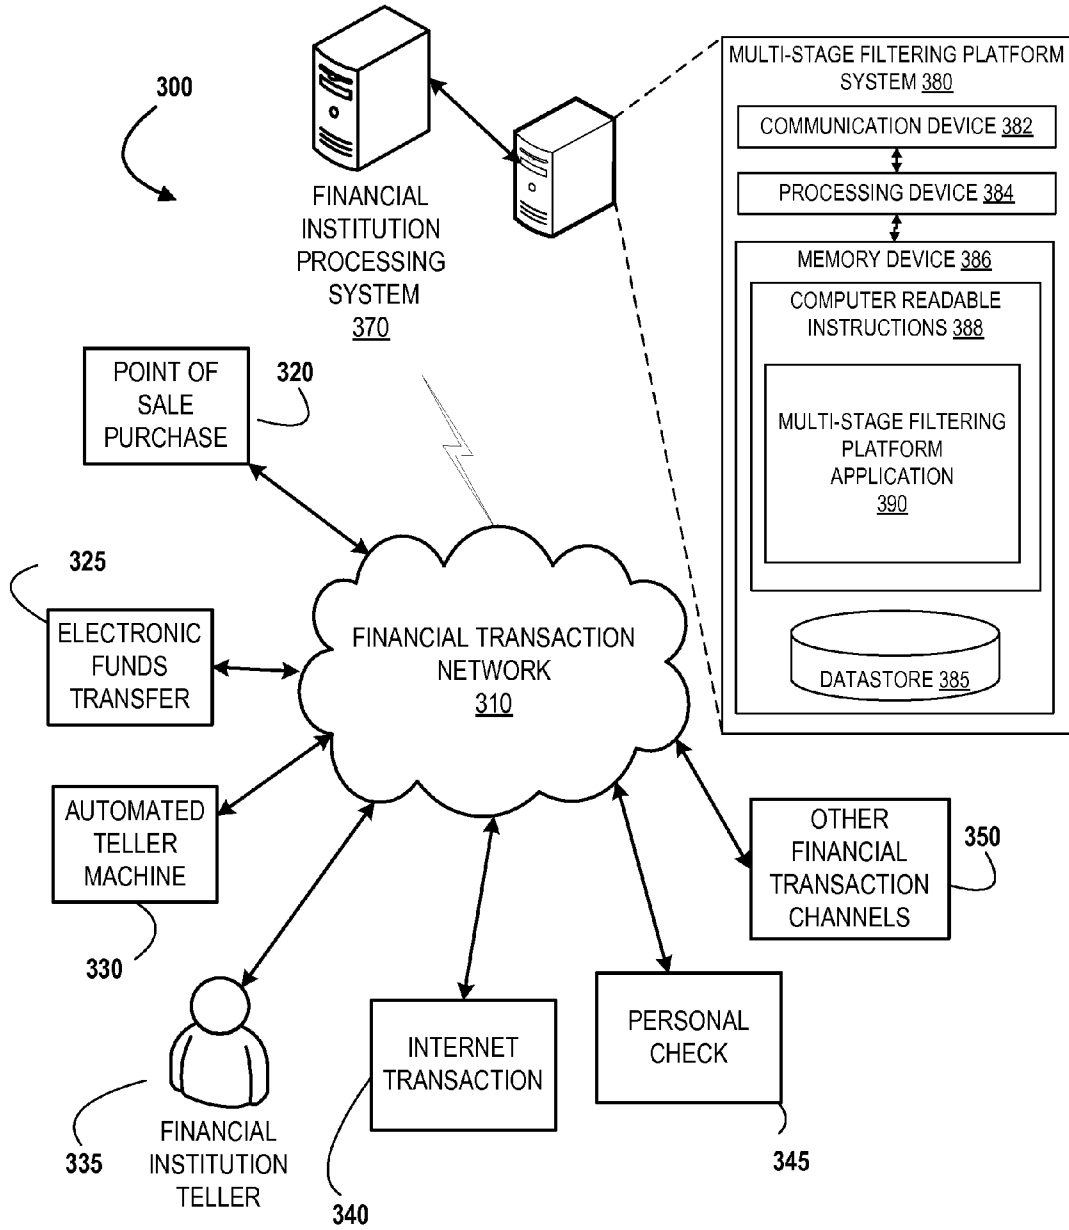 300
FINANCIAL
INSTITUTION
PROCESSING
SYSTEM
370
MULTI-STAGE FILTERING PLATFORM
SYSTEM 380
COMMUNICATION DEVICE 382
PROCESSING DEVICE 384
MEMORY DEVICE 386
COMPUTER READABLE
INSTRUCTIONS 388
MULTI-STAGE FILTERING
PLATFORM
APPLICATION
390
DATASTORE 385
POINT OF
SALE
PURCHASE
320
325
ELECTRONIC
FUNDS
TRANSFER
FINANCIAL TRANSACTION
NETWORK
310
AUTOMATED
TELLER
MACHINE
330
OTHER
FINANCIAL
TRANSACTION
CHANNELS
350
335
FINANCIAL
INSTITUTION
TELLER
INTERNET
TRANSACTION
340
PERSONAL
CHECK
345